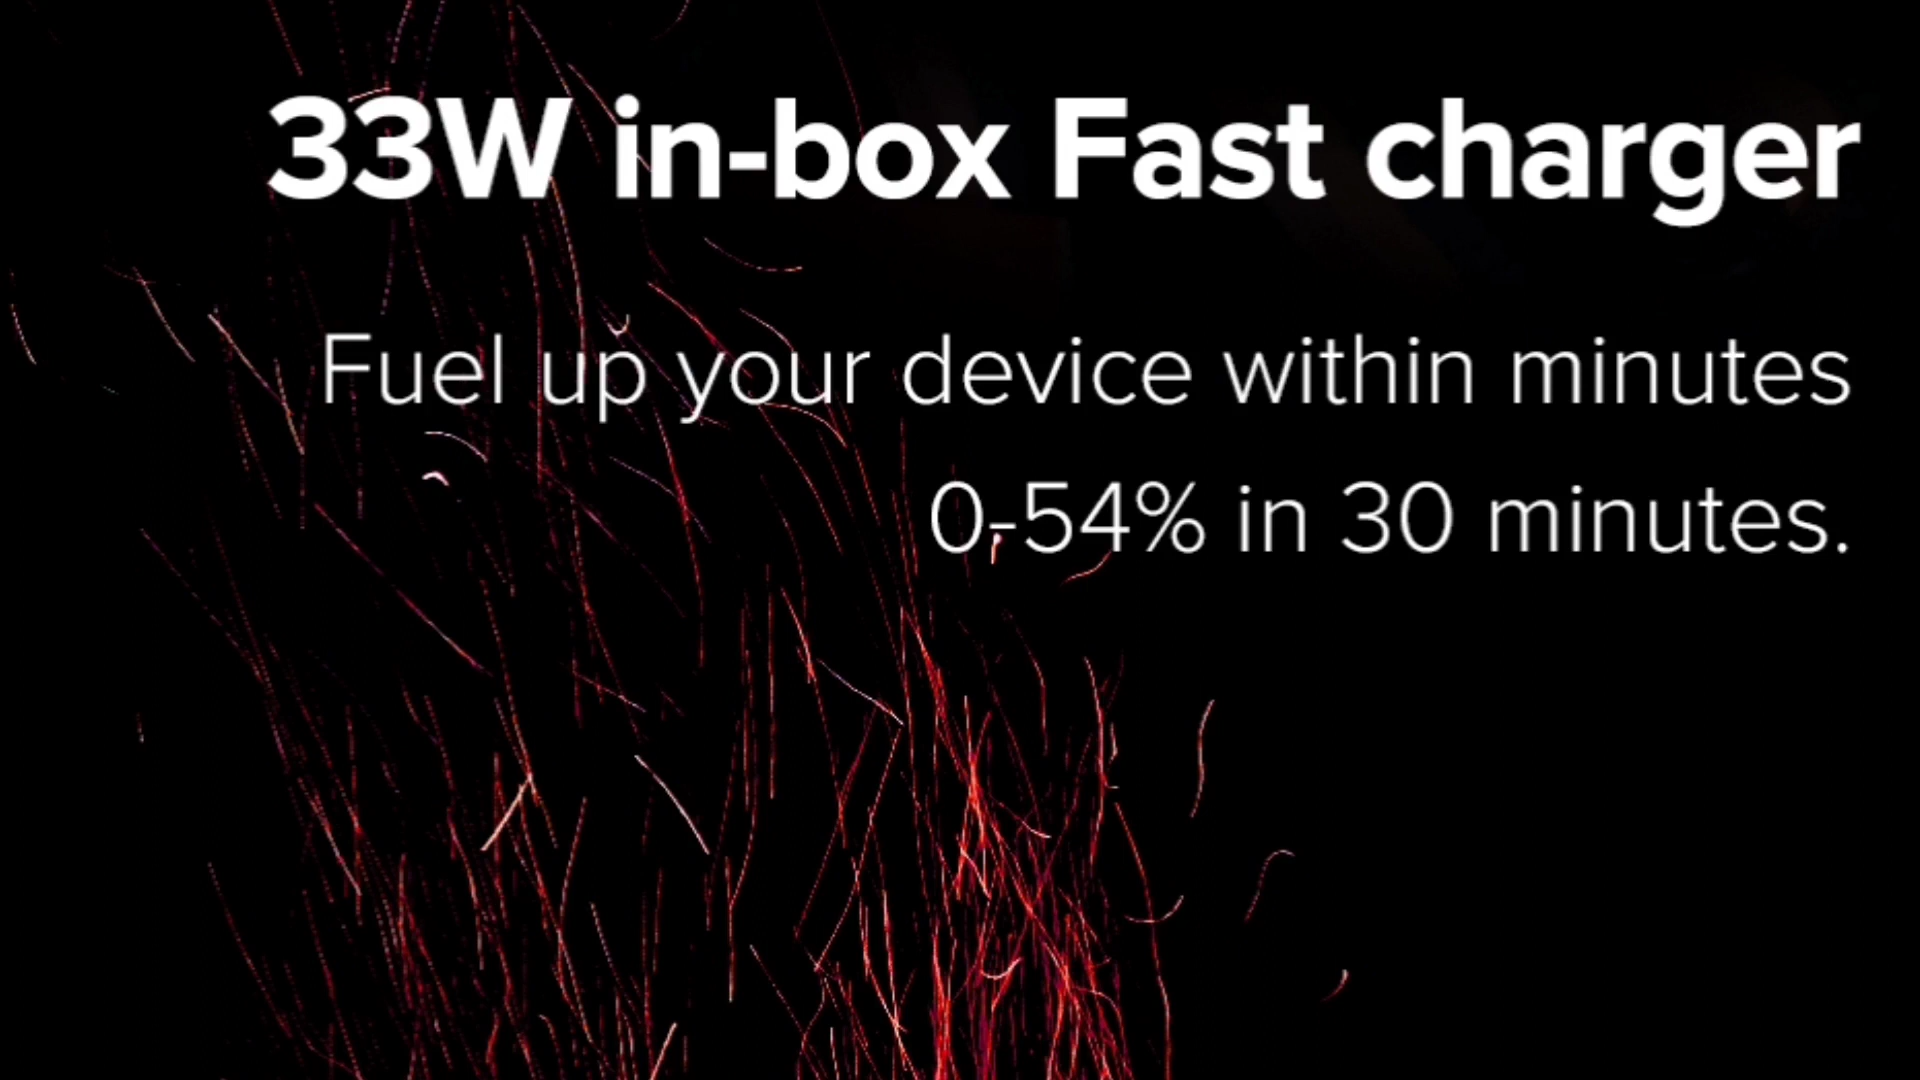 33W in-box Fast charger
Fuel up your device within minutes
0-54% in 30 minutes.